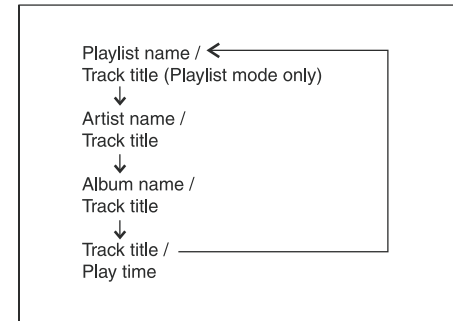 Playlist name /
Track title (Playlist mode only)
Artist name /
Track title
Album name /
Track title
Track title /
Play time